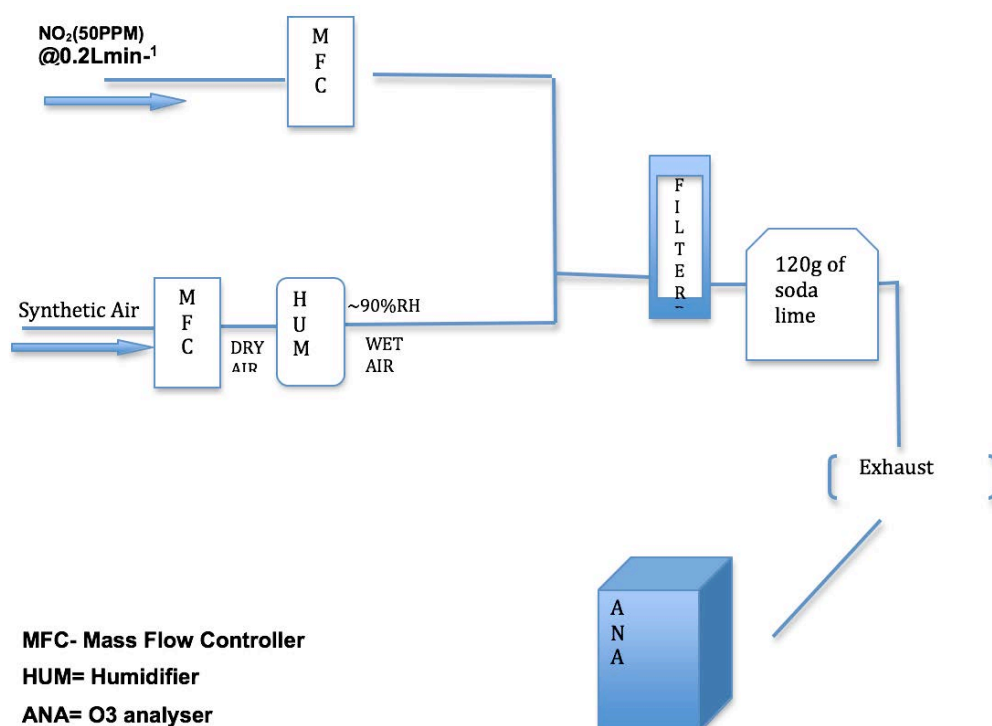 NO₂(50PPM)
@0.2Lmin-¹
M
F
C
F
I
L
T
E
R
120g of
soda
lime
Synthetic Air
M
F
C
DRY
AIR
H
U
M
~90%RH
WET
AIR
Exhaust
A
N
A
MFC- Mass Flow Controller
HUM= Humidifier
ANA= O3 analyser